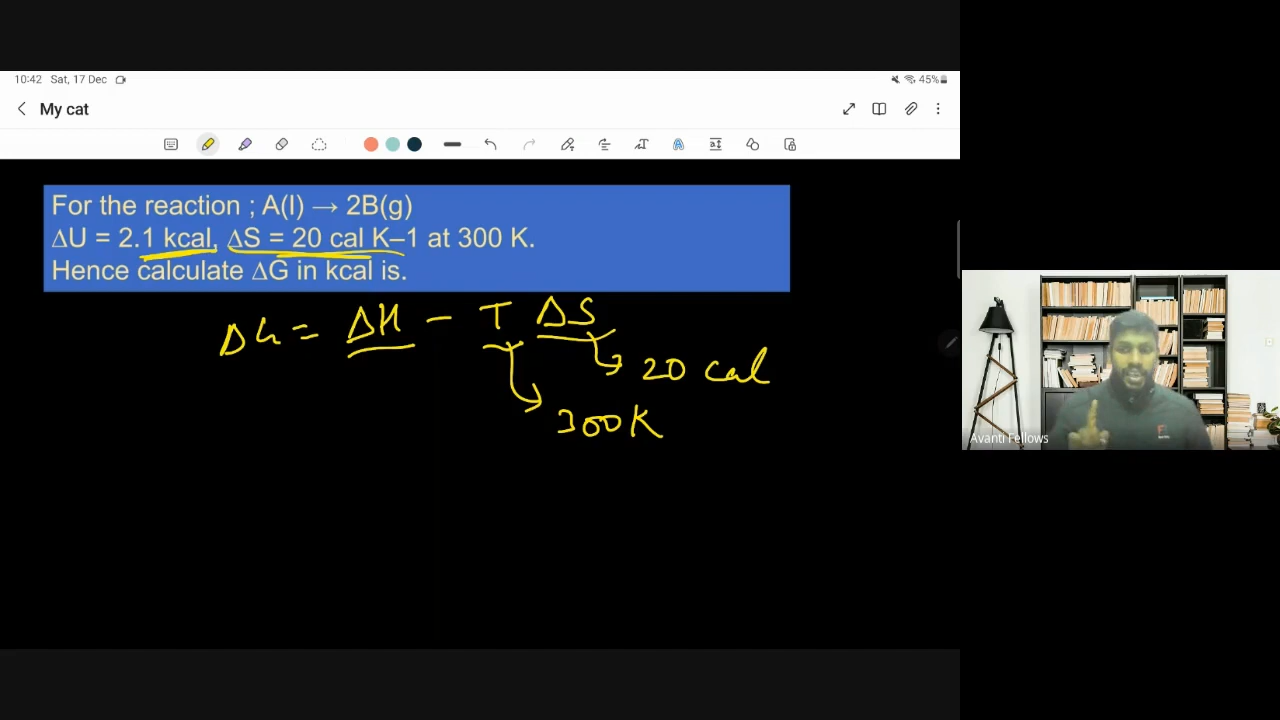 10:42 Sat, 17 Dec
45%
My cat
For the reaction ; A(l) → 2B(g)
ΔU = 2.1 kcal, ΔS = 20 cal K–1 at 300 K.
Hence calculate ΔG in kcal is.
ΔG = ΔH - T ΔS
20 cal
300K
Avanti Fellows